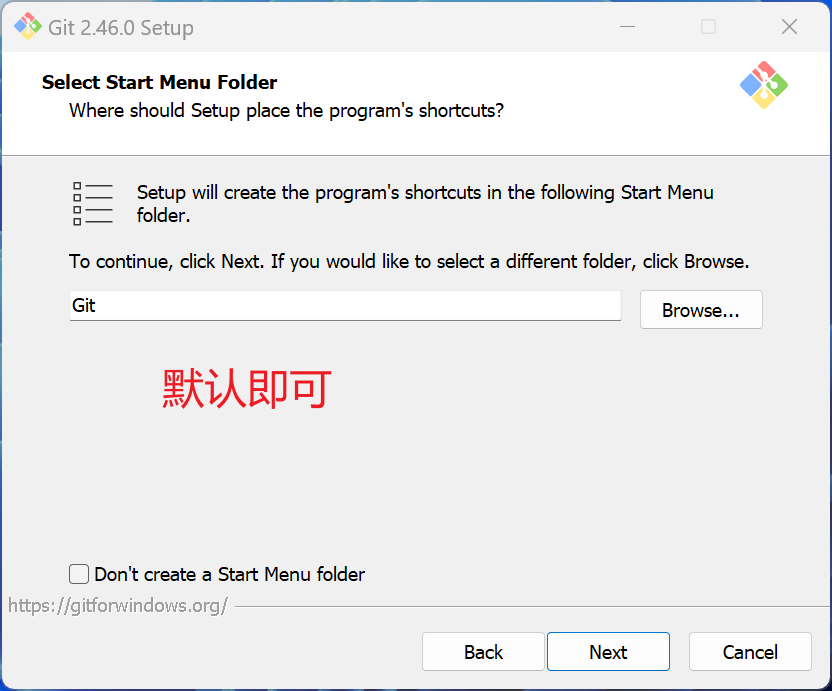 Git 2.46.0 Setup
Select Start Menu Folder
Where should Setup place the program's shortcuts?
Setup will create the program's shortcuts in the following Start Menu
folder.
To continue, click Next. If you would like to select a different folder, click Browse.
Git
Browse...
默认即可
Don't create a Start Menu folder
https://gitforwindows.org/
Back
Next
Cancel